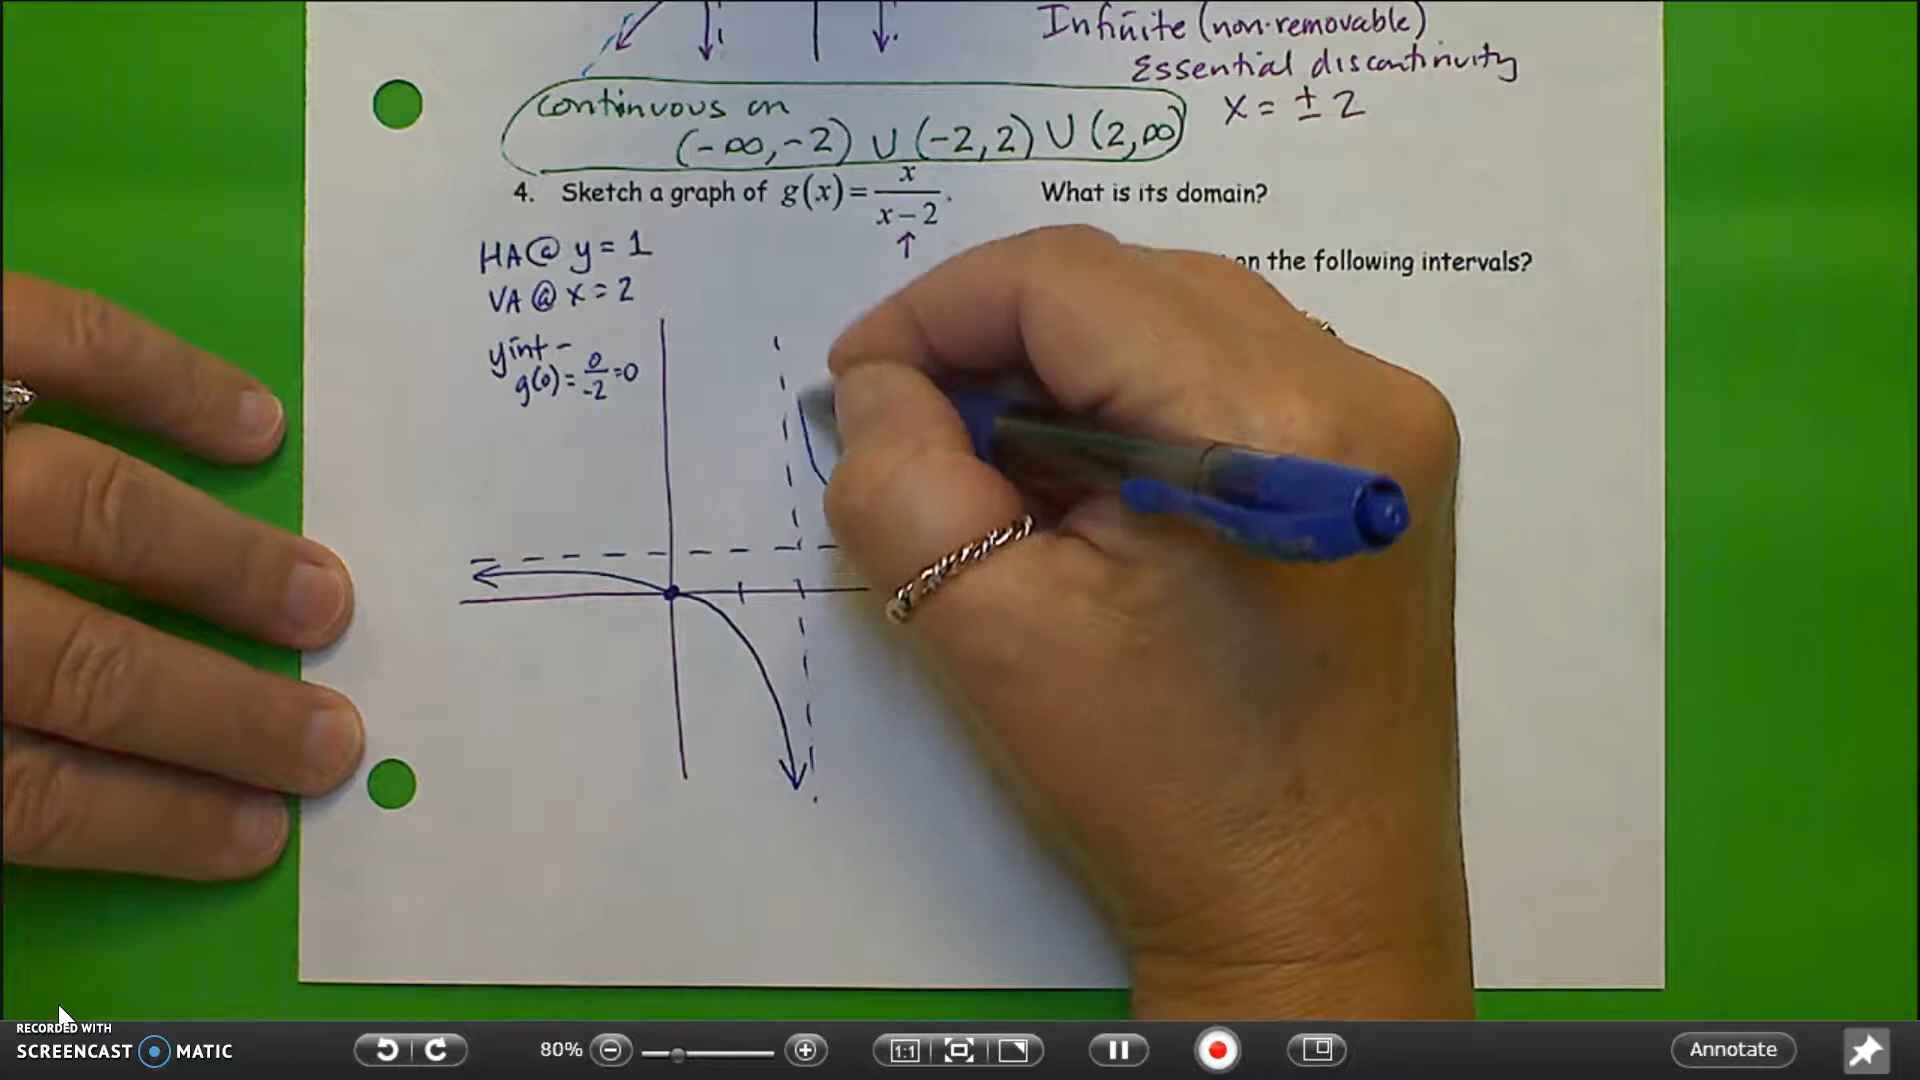 Infinite (non-removable)
Essential discontinuity
x = ± 2
Continuous on
(-∞,-2) ∪ (-2,2) ∪ (2,∞)
4. Sketch a graph of g(x) = x/(x-2). What is its domain?
↑
HA@ y = 1
VA @ x = 2
on the following intervals?
yint -
g(0) = 0/-2 = 0
RECORDED WITH
SCREENCAST MATIC
80%
1:1
Annotate